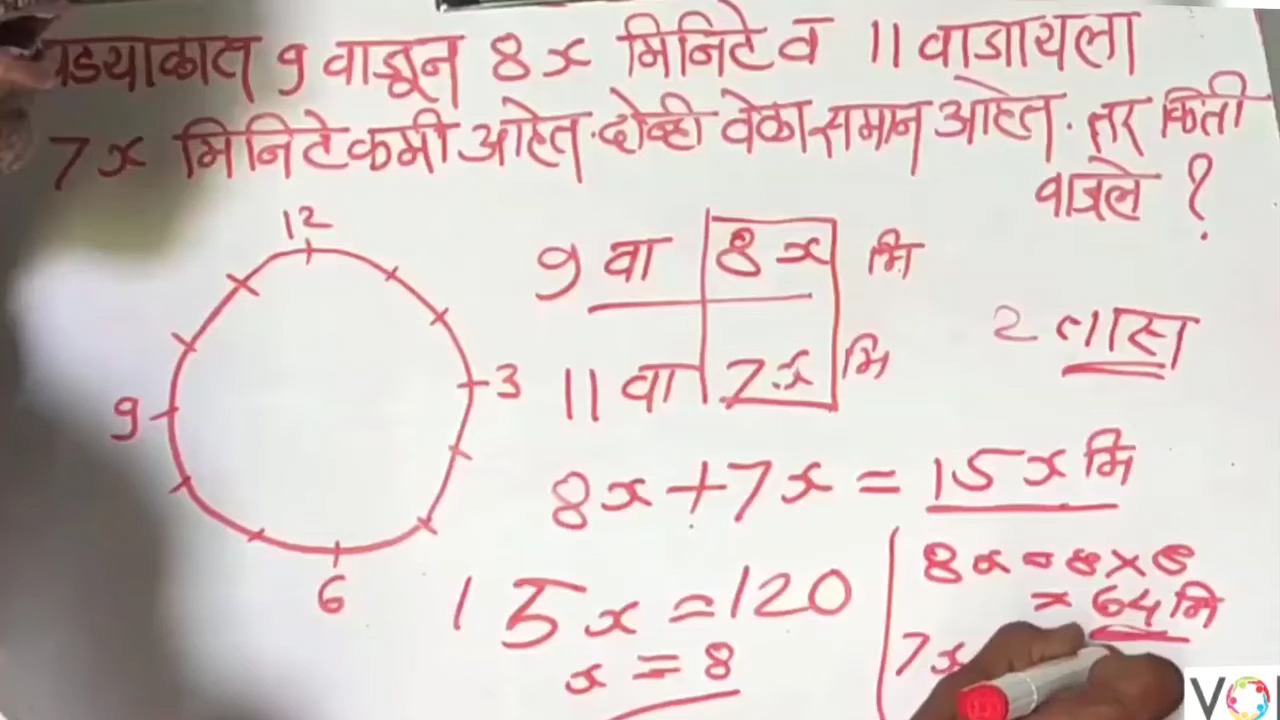 घड्याळात 9 वाजून 8x मिनिटे व 11 वाजायला
7x मिनिटे कमी आहेत. दोन्ही वेळा समान आहेत. तर किती
वाजले ?
12
9
3
6
9 वा 8x मि
11 वा 7x मि
2 तास
8x + 7x = 15x मि
15x = 120
x = 8
8x = 8 × 8
= 64 मि
7x